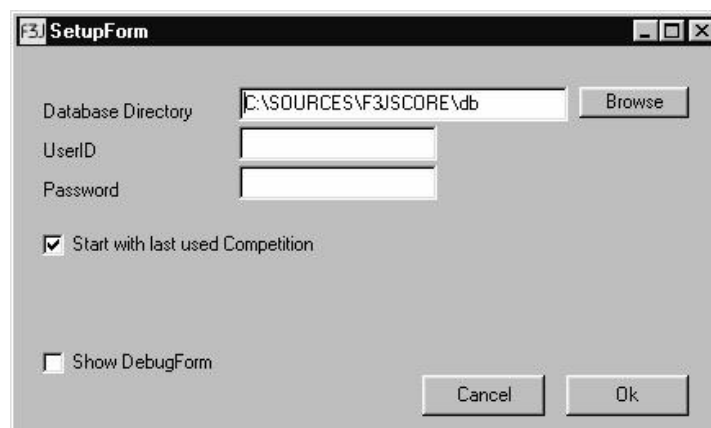 F3J SetupForm
Database Directory C:\SOURCES\F3JSCORE\db Browse
UserID
Password
Start with last used Competition
Show DebugForm
Cancel Ok